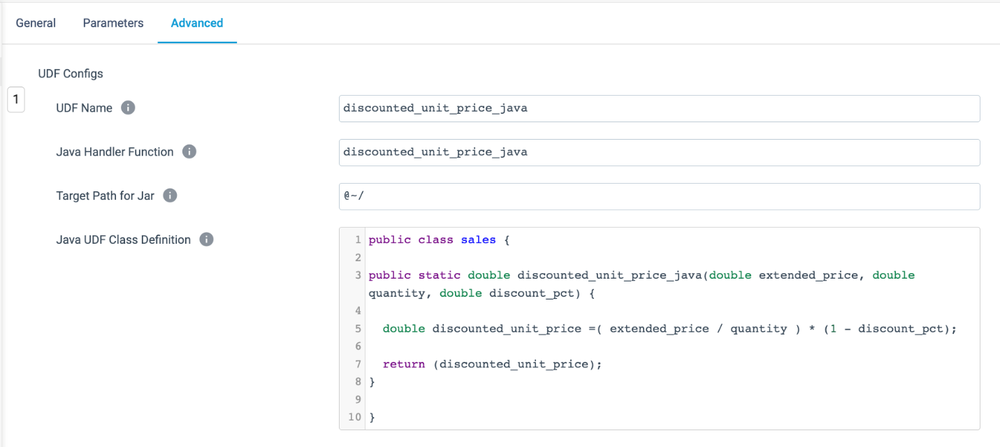 General Parameters Advanced
UDF Configs
1
UDF Name i discounted_unit_price_java
Java Handler Function i discounted_unit_price_java
Target Path for Jar i @~/
Java UDF Class Definition i
1 public class sales {
2
3 public static double discounted_unit_price_java(double extended_price, double
quantity, double discount_pct) {
4
5 double discounted_unit_price =( extended_price / quantity ) * (1 - discount_pct);
6
7 return (discounted_unit_price);
8 }
9
10 }